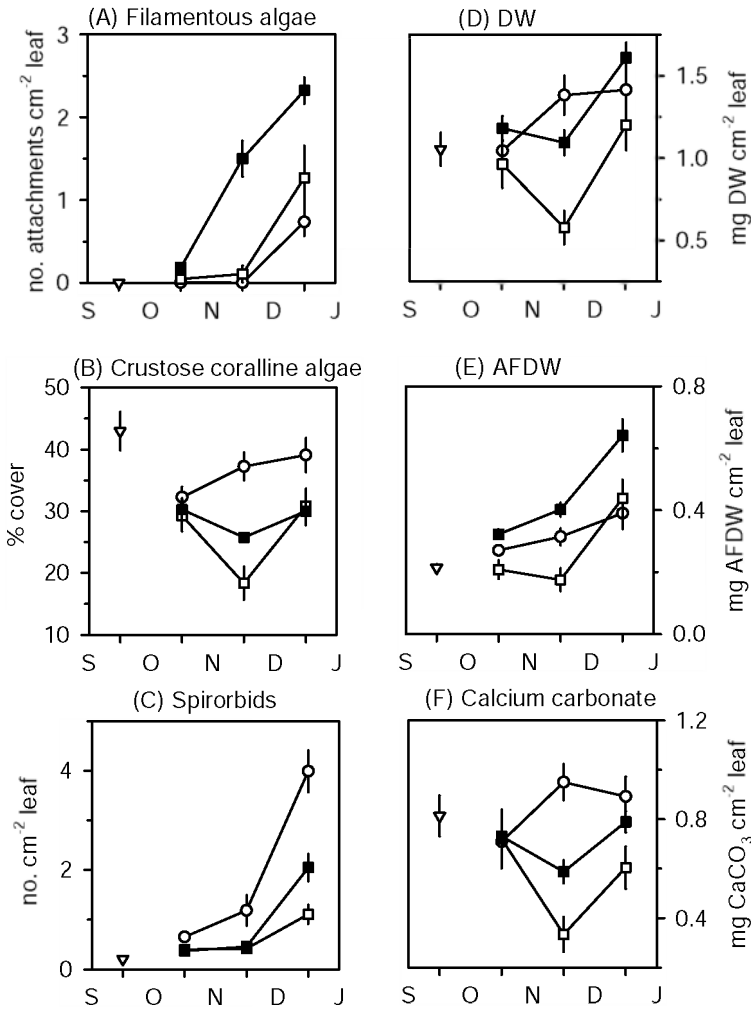 (A) Filamentous algae
no. attachments cm⁻² leaf
3
2
1
0
S O N D J
(D) DW
1.5
1.0
0.5
mg DW cm⁻² leaf
S O N D J
(B) Crustose coralline algae
% cover
50
40
30
20
10
S O N D J
(E) AFDW
0.8
0.4
0.0
mg AFDW cm⁻² leaf
S O N D J
(C) Spirorbids
no. cm⁻² leaf
4
2
0
S O N D J
(F) Calcium carbonate
1.2
0.8
0.4
mg CaCO₃ cm⁻² leaf
S O N D J